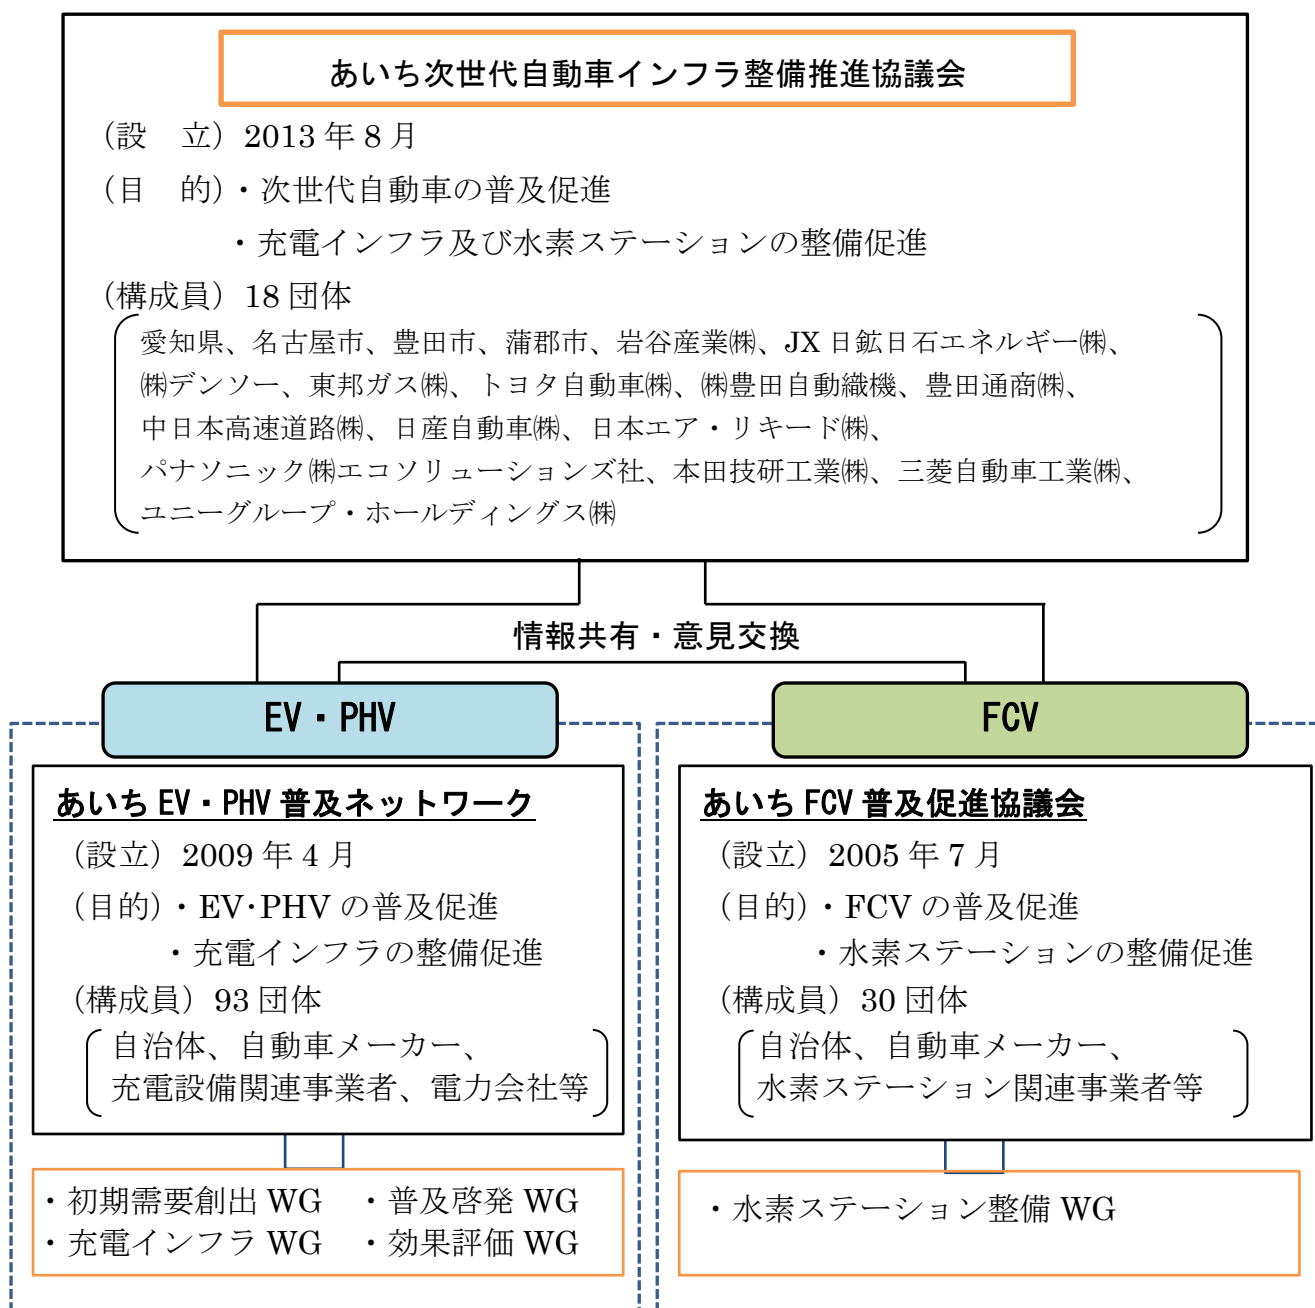 あいち次世代自動車インフラ整備推進協議会
（設　立）2013年8月
（目　的）・次世代自動車の普及促進
・充電インフラ及び水素ステーションの整備促進
（構成員）18団体
愛知県、名古屋市、豊田市、蒲郡市、岩谷産業㈱、JX日鉱日石エネルギー㈱、
㈱デンソー、東邦ガス㈱、トヨタ自動車㈱、㈱豊田自動織機、豊田通商㈱、
中日本高速道路㈱、日産自動車㈱、日本エア・リキード㈱、
パナソニック㈱エコソリューションズ社、本田技研工業㈱、三菱自動車工業㈱、
ユニーグループ・ホールディングス㈱
情報共有・意見交換
EV・PHV
あいちEV・PHV普及ネットワーク
（設立）2009年4月
（目的）・EV・PHVの普及促進
・充電インフラの整備促進
（構成員）93団体
自治体、自動車メーカー、
充電設備関連事業者、電力会社等
・初期需要創出WG　・普及啓発WG
・充電インフラWG　・効果評価WG
FCV
あいちFCV普及促進協議会
（設立）2005年7月
（目的）・FCVの普及促進
・水素ステーションの整備促進
（構成員）30団体
自治体、自動車メーカー、
水素ステーション関連事業者等
・水素ステーション整備WG